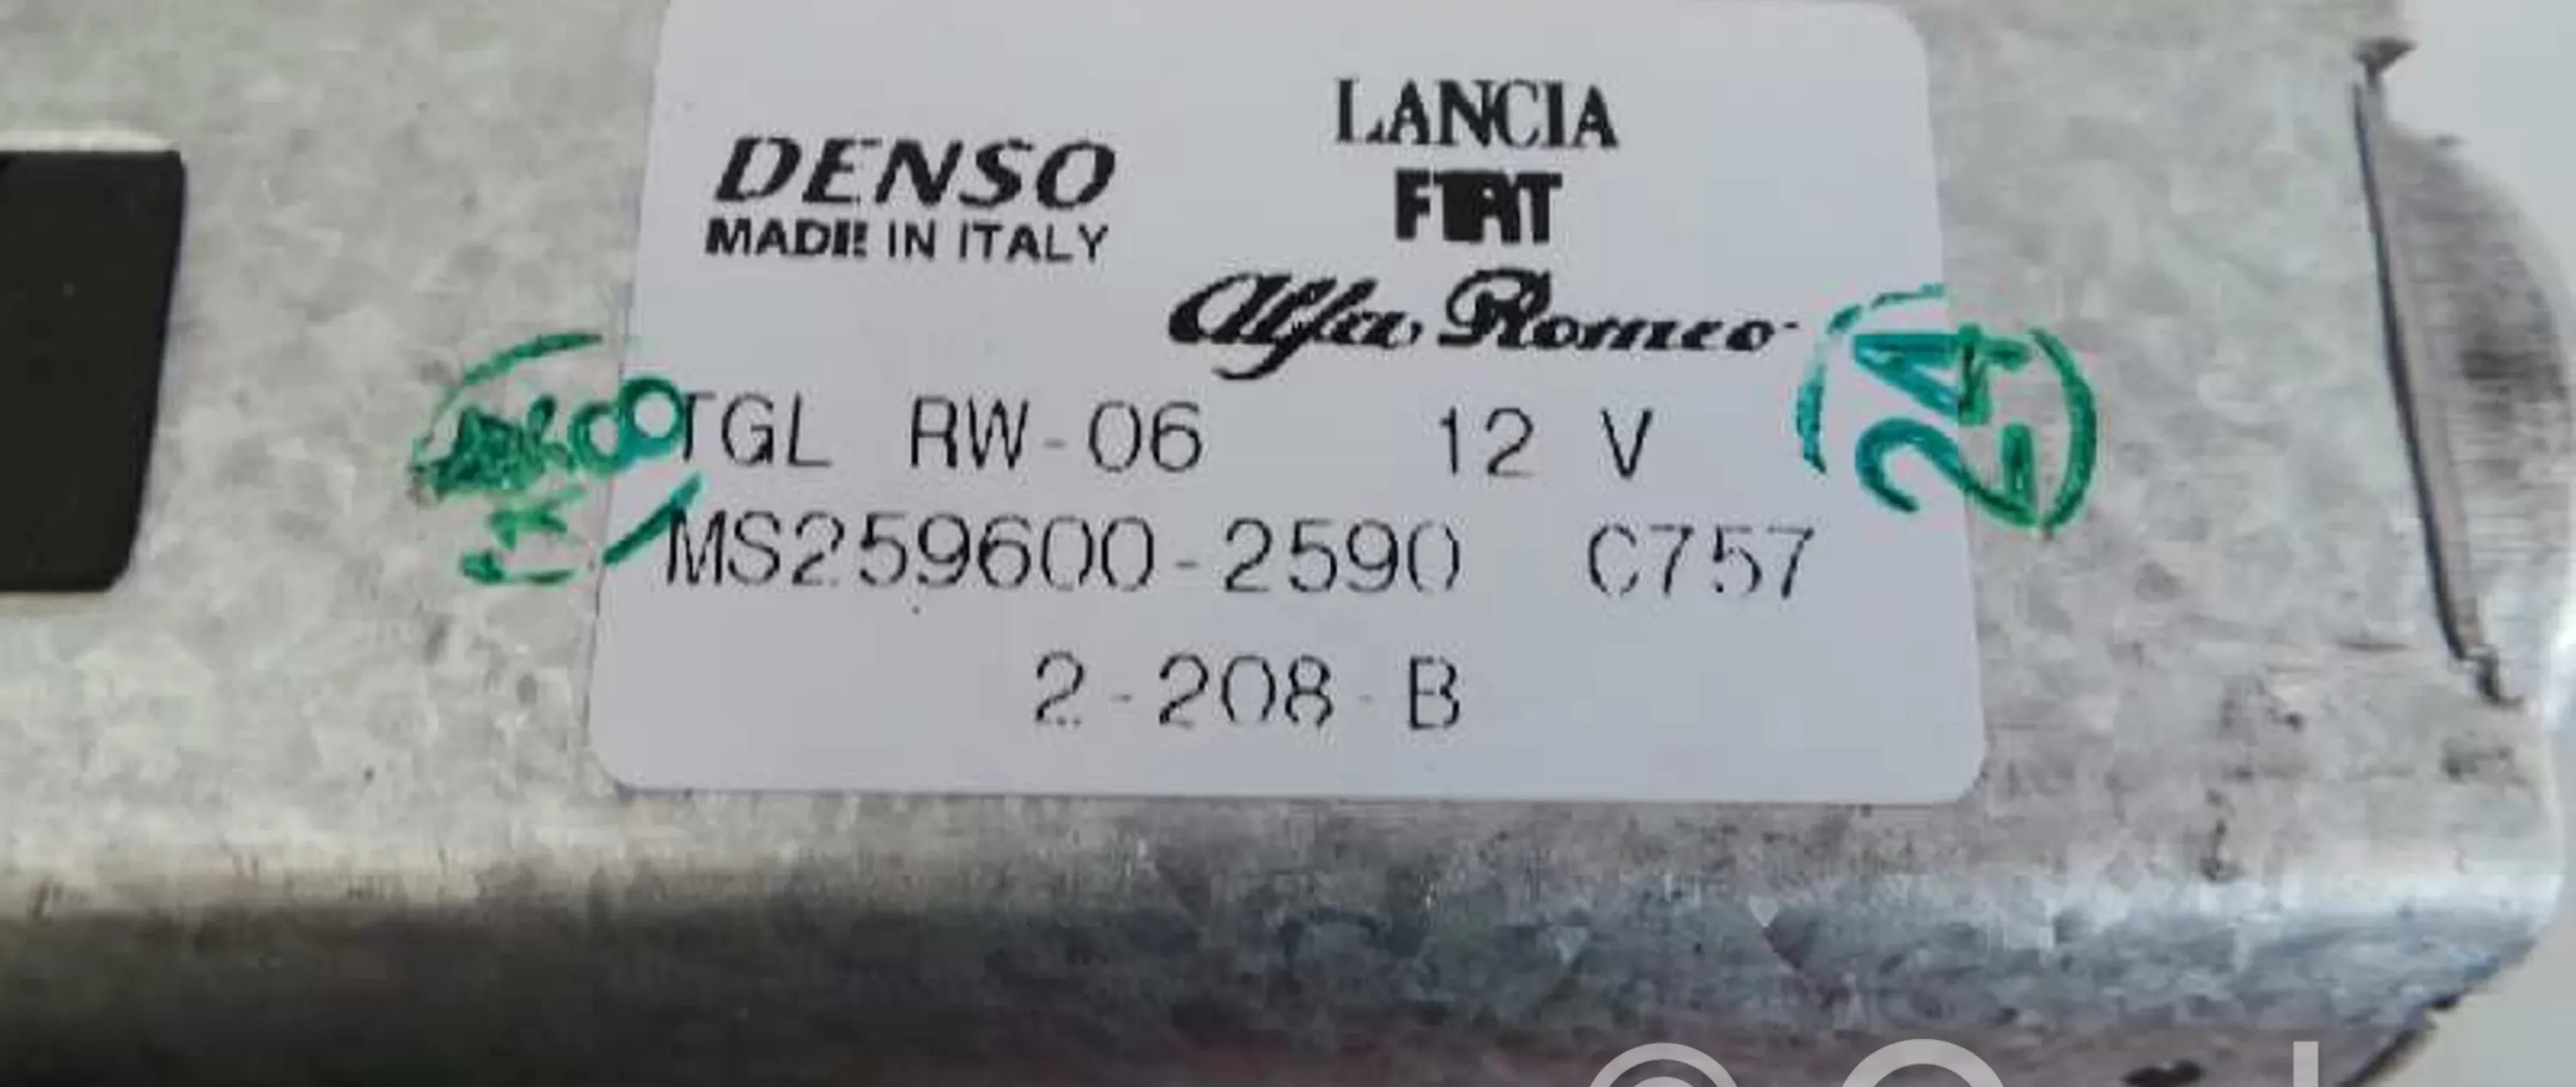 LANCIA
DENSO
FIAT
MADE IN ITALY
Alfa Romeo
TGL RW-06 12 V
24
MS259600-2590 C757
2-208-B